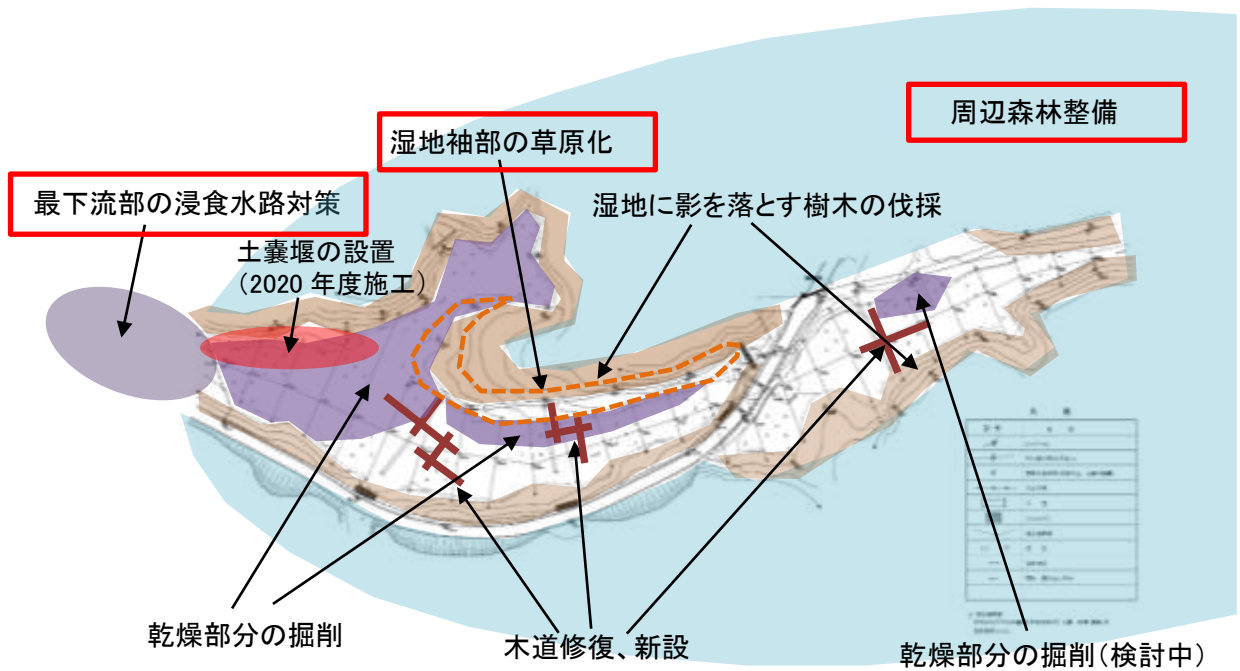 周辺森林整備
湿地袖部の草原化
最下流部の浸食水路対策
湿地に影を落とす樹木の伐採
土嚢堰の設置
（2020 年度施工）
乾燥部分の掘削
木道修復、新設
乾燥部分の掘削（検討中）